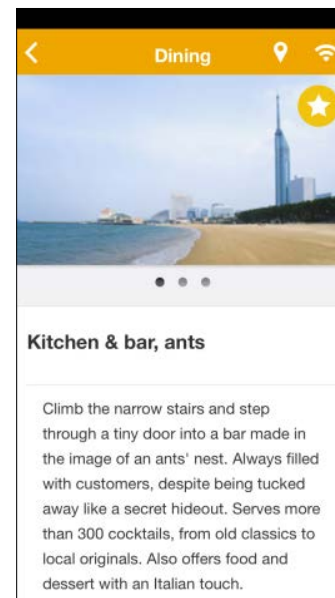 Dining
Kitchen & bar, ants
Climb the narrow stairs and step
through a tiny door into a bar made in
the image of an ants' nest. Always filled
with customers, despite being tucked
away like a secret hideout. Serves more
than 300 cocktails, from old classics to
local originals. Also offers food and
dessert with an Italian touch.